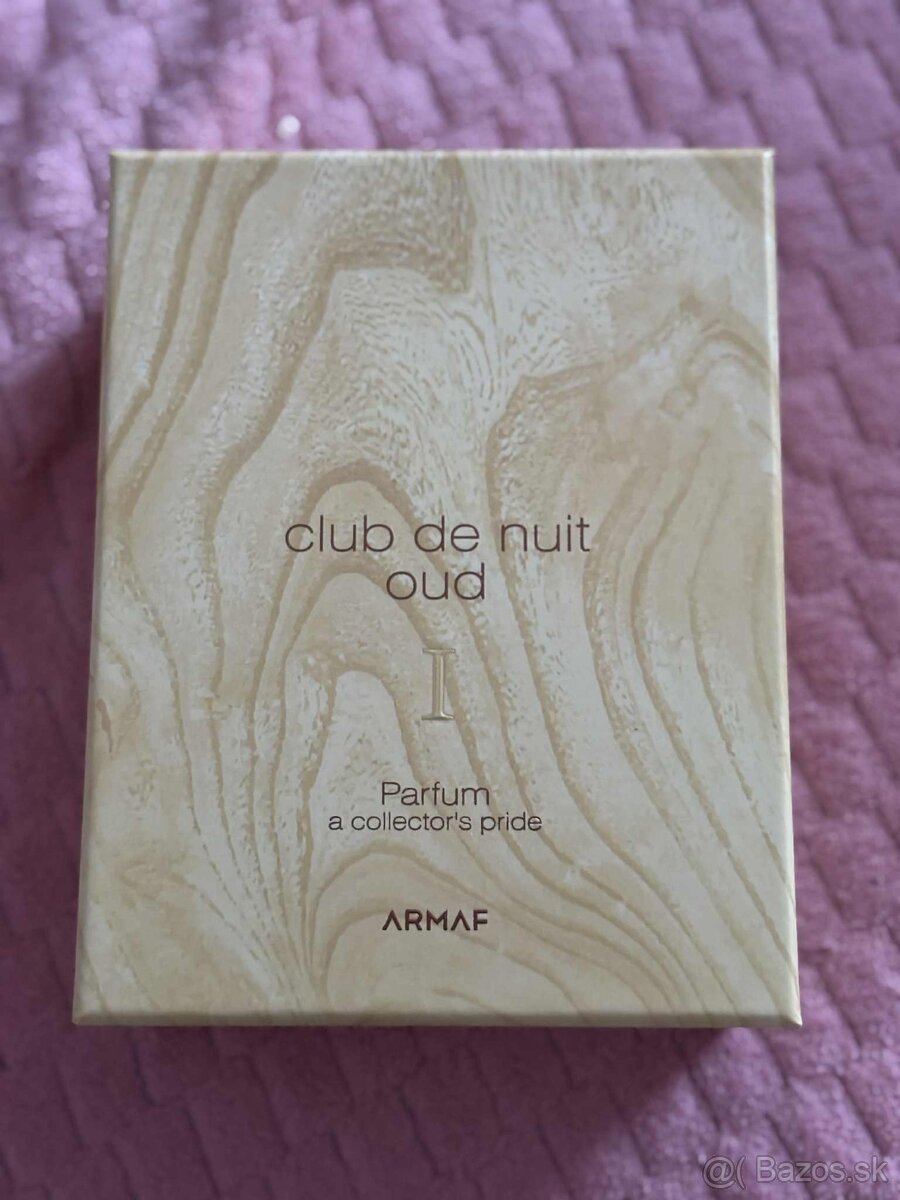 club de nuit
oud
I
Parfum
a collector's pride
ARMAF
@( Bazos.sk